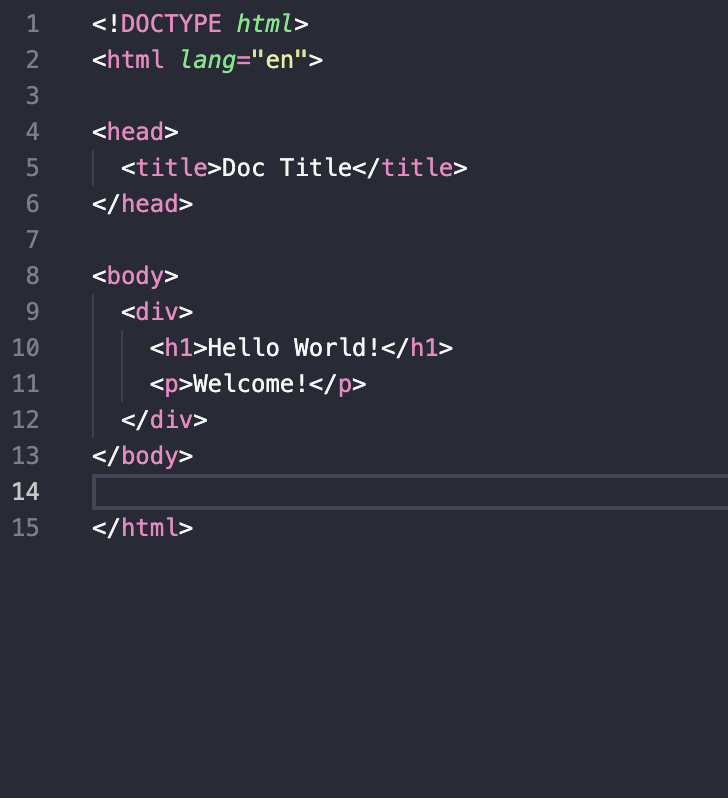 1 <!DOCTYPE html>
2 <html lang="en">
3
4 <head>
5   <title>Doc Title</title>
6 </head>
7
8 <body>
9   <div>
10     <h1>Hello World!</h1>
11     <p>Welcome!</p>
12   </div>
13 </body>
14
15 </html>